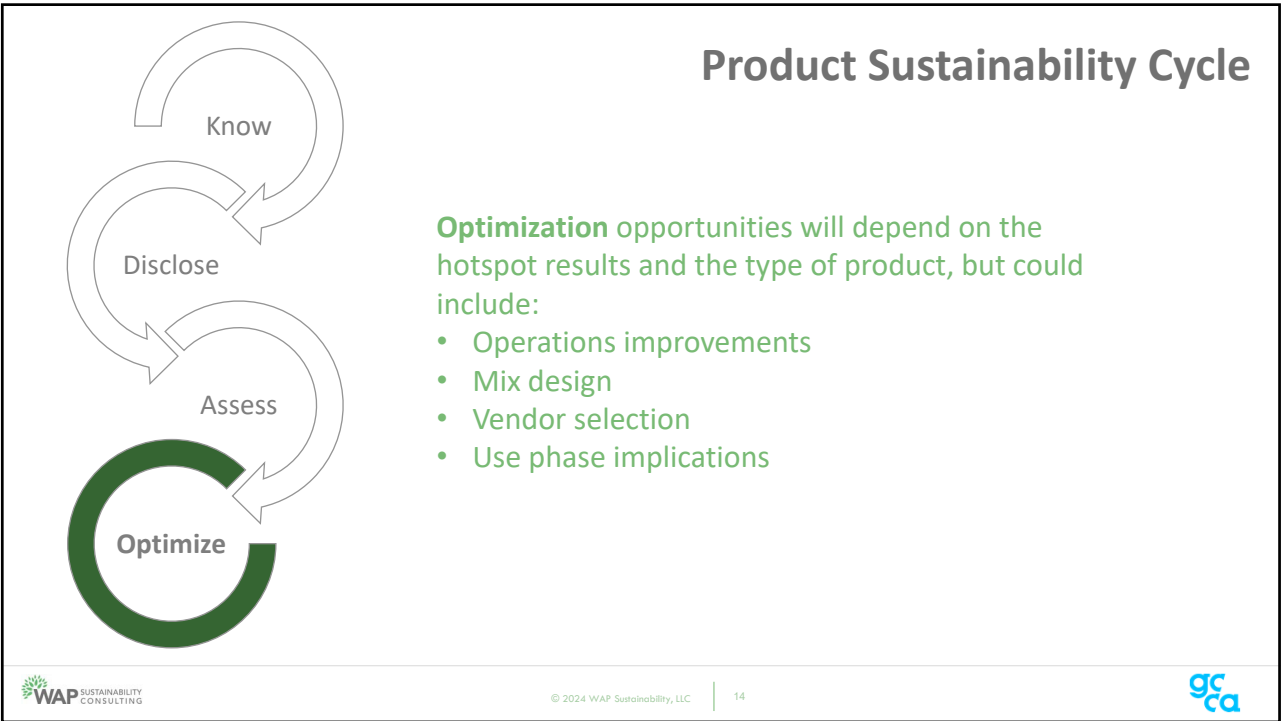 Product Sustainability Cycle
Know
Disclose
Assess
Optimize
Optimization opportunities will depend on the
hotspot results and the type of product, but could
include:
• Operations improvements
• Mix design
• Vendor selection
• Use phase implications
WAP SUSTAINABILITY
CONSULTING
© 2024 WAP Sustainability, LLC
14
gc
ca